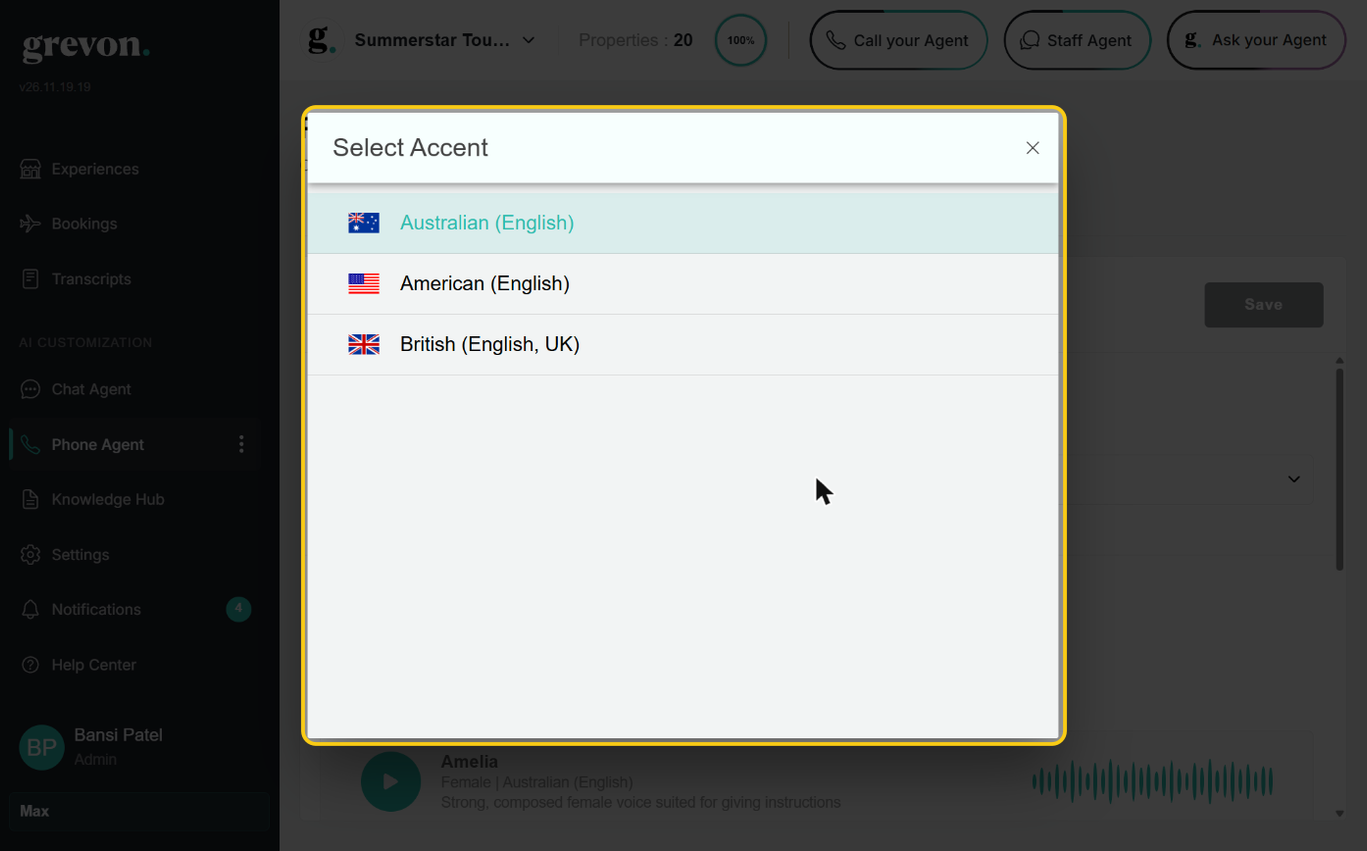 grevon.
v26.11.19.19
Experiences
Bookings
Transcripts
AI CUSTOMIZATION
Chat Agent
Phone Agent
Knowledge Hub
Settings
Notifications 4
Help Center
BP
Bansi Patel
Admin
Max
g. Summerstar Tou... Properties : 20 100% Call your Agent Staff Agent g. Ask your Agent
Select Accent
Australian (English)
American (English)
British (English, UK)
Save
Amelia
Female | Australian (English)
Strong, composed female voice suited for giving instructions